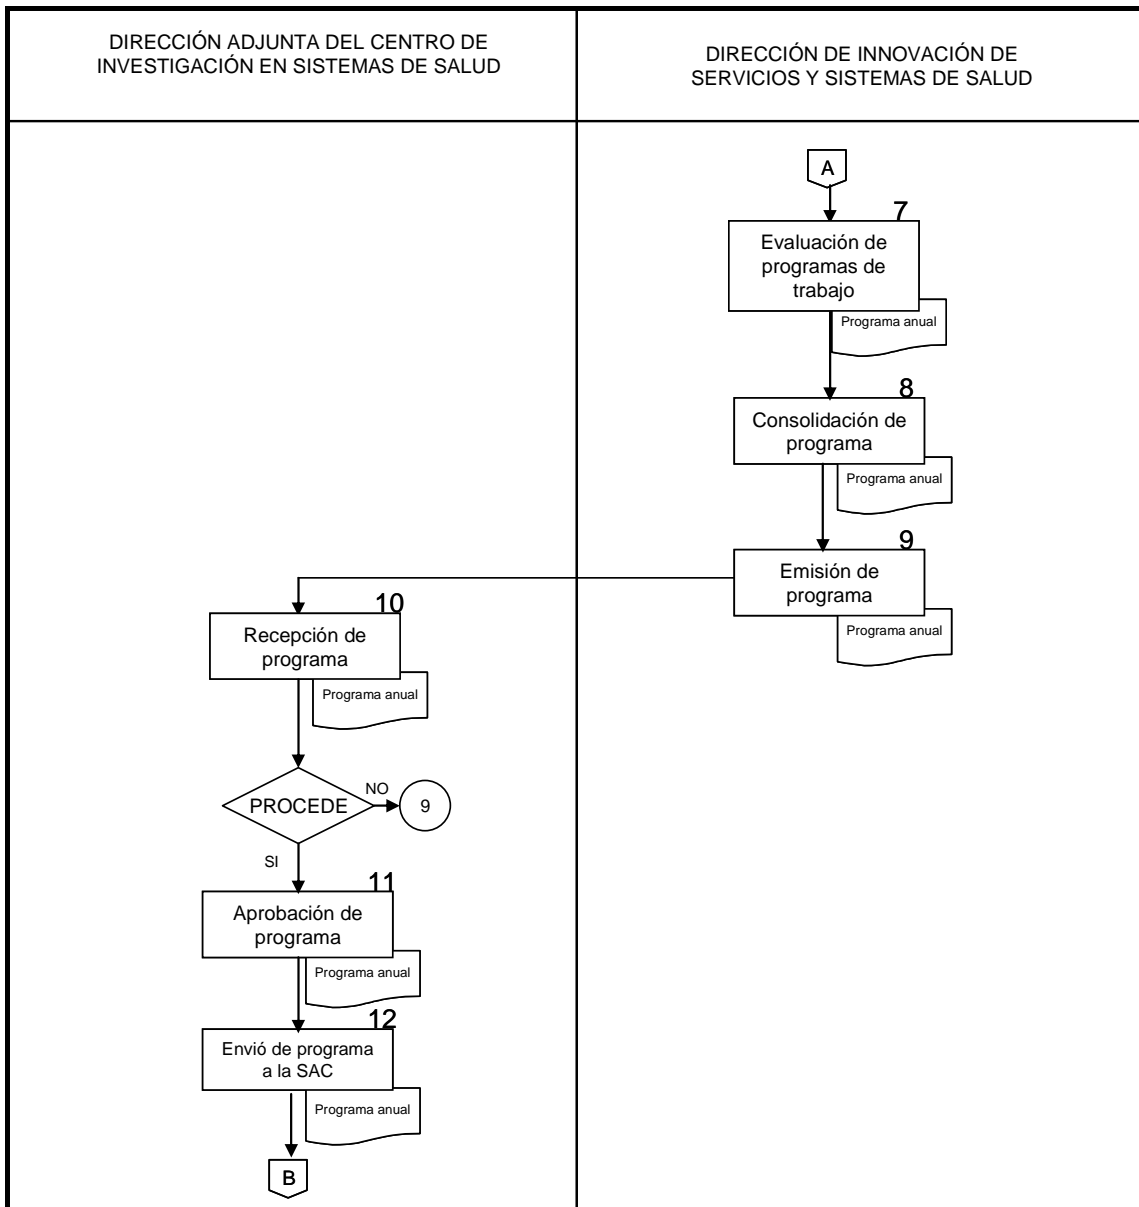 DIRECCIÓN ADJUNTA DEL CENTRO DE
INVESTIGACIÓN EN SISTEMAS DE SALUD
DIRECCIÓN DE INNOVACIÓN DE
SERVICIOS Y SISTEMAS DE SALUD
A
7
Evaluación de
programas de
trabajo
Programa anual
8
Consolidación de
programa
Programa anual
9
Emisión de
programa
Programa anual
10
Recepción de
programa
Programa anual
PROCEDE
NO
9
SI
11
Aprobación de
programa
Programa anual
12
Envió de programa
a la SAC
Programa anual
B